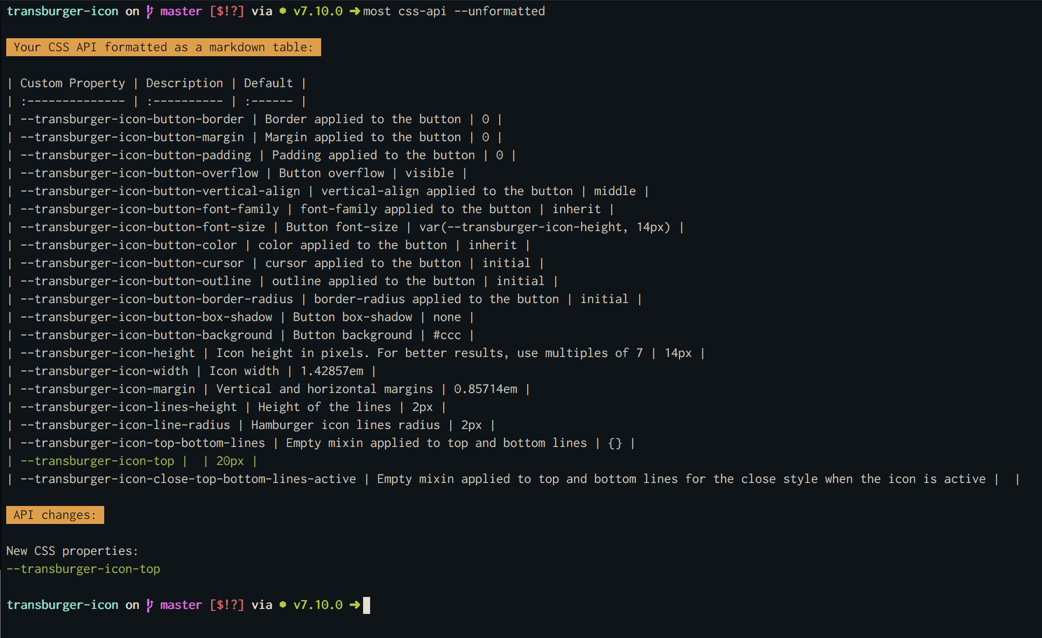 transburger-icon on master [$!?] via ● v7.10.0 ➜ most css-api --unformatted
Your CSS API formatted as a markdown table:
| Custom Property | Description | Default |
| :-------------- | :---------- | :------ |
| --transburger-icon-button-border | Border applied to the button | 0 |
| --transburger-icon-button-margin | Margin applied to the button | 0 |
| --transburger-icon-button-padding | Padding applied to the button | 0 |
| --transburger-icon-button-overflow | Button overflow | visible |
| --transburger-icon-button-vertical-align | vertical-align applied to the button | middle |
| --transburger-icon-button-font-family | font-family applied to the button | inherit |
| --transburger-icon-button-font-size | Button font-size | var(--transburger-icon-height, 14px) |
| --transburger-icon-button-color | color applied to the button | inherit |
| --transburger-icon-button-cursor | cursor applied to the button | initial |
| --transburger-icon-button-outline | outline applied to the button | initial |
| --transburger-icon-button-border-radius | border-radius applied to the button | initial |
| --transburger-icon-button-box-shadow | Button box-shadow | none |
| --transburger-icon-button-background | Button background | #ccc |
| --transburger-icon-height | Icon height in pixels. For better results, use multiples of 7 | 14px |
| --transburger-icon-width | Icon width | 1.42857em |
| --transburger-icon-margin | Vertical and horizontal margins | 0.85714em |
| --transburger-icon-lines-height | Height of the lines | 2px |
| --transburger-icon-line-radius | Hamburger icon lines radius | 2px |
| --transburger-icon-top-bottom-lines | Empty mixin applied to top and bottom lines | {} |
| --transburger-icon-top |  | 20px |
| --transburger-icon-close-top-bottom-lines-active | Empty mixin applied to top and bottom lines for the close style when the icon is active |  |
API changes:
New CSS properties:
--transburger-icon-top
transburger-icon on master [$!?] via ● v7.10.0 ➜